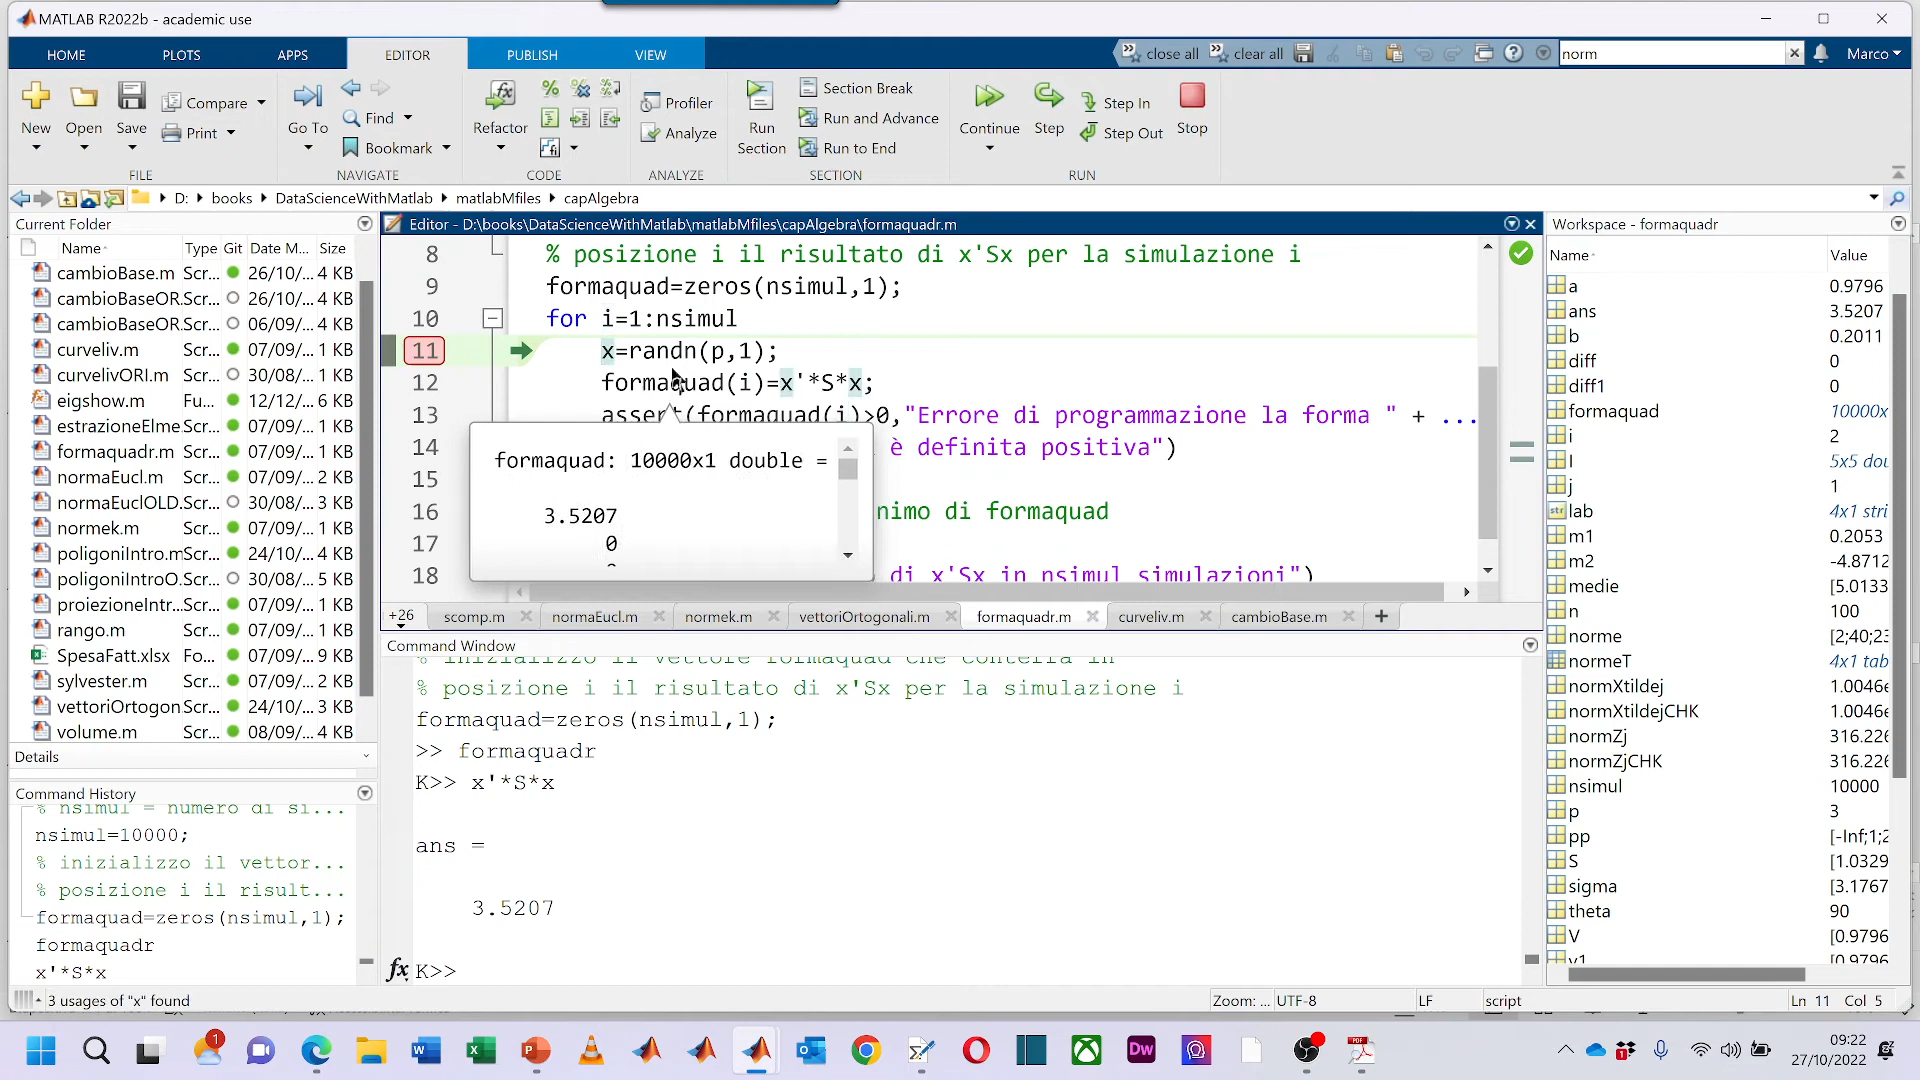 MATLAB R2022b - academic use
HOME PLOTS APPS EDITOR PUBLISH VIEW close all clear all norm Marco
New Open Save Compare Print Go To Find Bookmark Refactor Profiler Analyze Run Section Section Break Run and Advance Run to End Continue Step Step In Step Out Stop
FILE NAVIGATE CODE ANALYZE SECTION RUN
D: books DataScienceWithMatlab matlabMfiles capAlgebra
Current Folder
Name Type Git Date M... Size
cambioBase.m Scr... 26/10/... 4 KB
cambioBaseOR.Scr... 26/10/... 4 KB
cambioBaseOR.Scr... 06/09/... 4 KB
curveliv.m Scr... 07/09/... 1 KB
curvelivORI.m Scr... 30/08/... 1 KB
eigshow.m Fu... 12/12/... 6 KB
estrazioneElme Scr... 07/09/... 1 KB
formaquadr.m Scr... 07/09/... 1 KB
normaEucl.m Scr... 07/09/... 2 KB
normaEuclOLD.Scr... 30/08/... 3 KB
normek.m Scr... 07/09/... 1 KB
poligoniIntro.mScr... 24/10/... 4 KB
poligoniIntroO.Scr... 30/08/... 5 KB
proiezioneIntr...Scr... 07/09/... 1 KB
rango.m Scr... 07/09/... 1 KB
SpesaFatt.xlsx Fo... 07/09/... 9 KB
sylvester.m Scr... 07/09/... 2 KB
vettoriOrtogon.Scr... 24/10/... 3 KB
volume.m Scr... 08/09/... 4 KB
Details
Command History
% nsimul = numero di si...
nsimul=10000;
% inizializzo il vettor...
% posizione i il risult...
formaquad=zeros(nsimul,1);
formaquadr
x'*S*x
Editor - D:\books\DataScienceWithMatlab\matlabMfiles\capAlgebra\formaquadr.m
8 % posizione i il risultato di x'Sx per la simulazione i
9 formaquad=zeros(nsimul,1);
10 for i=1:nsimul
11 x=randn(p,1);
12 formaquad(i)=x'*S*x;
13 assert(formaquad(i)>0,"Errore di programmazione la forma " + ...
14 è definita positiva")
15
16 nimo di formaquad
17
18 di x'Sx in nsimul simulazioni")
formaquad: 10000x1 double =
3.5207
0
+26 scomp.m normaEucl.m normek.m vettoriOrtogonali.m formaquadr.m curveliv.m cambioBase.m
Command Window
% inizializzo il vettore formaquad che conterrà in
% posizione i il risultato di x'Sx per la simulazione i
formaquad=zeros(nsimul,1);
>> formaquadr
K>> x'*S*x
ans =
3.5207
fx K>>
Workspace - formaquadr
Name Value
a 0.9796
ans 3.5207
b 0.2011
diff 0
diff1 0
formaquad 10000x
i 2
I 5x5 dou
j 1
lab 4x1 stri
m1 0.2053
m2 -4.8712
medie [5.0133
n 100
norme [2;40;23
normeT 4x1 tab
normXtildej 1.0046e
normXtildejCHK 1.0046e
normZj 316.226
normZjCHK 316.226
nsimul 10000
p 3
pp [-Inf;1;2
S [1.0329
sigma [3.1767
theta 90
V [0.9796
v1 [0.9796
3 usages of "x" found Zoom: ... UTF-8 LF script Ln 11 Col 5
09:22
27/10/2022